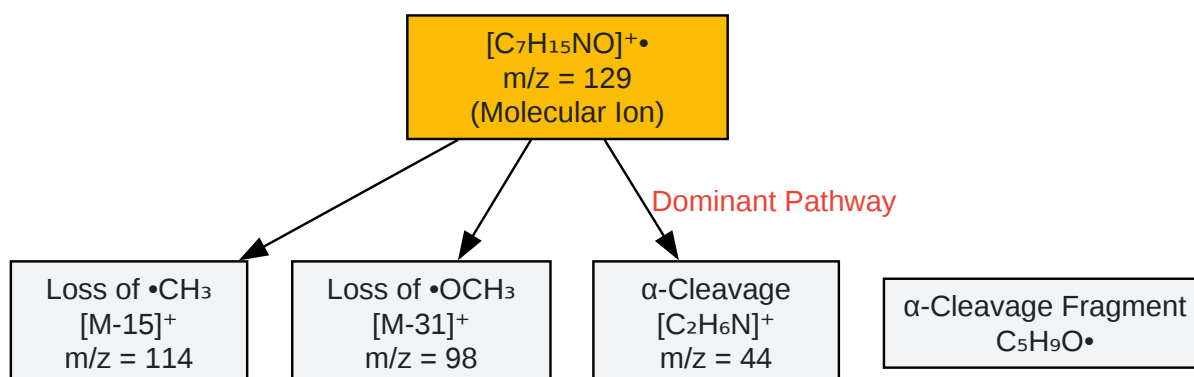 [C₇H₁₅NO]⁺•
m/z = 129
(Molecular Ion)
Dominant Pathway
Loss of •CH₃
[M-15]⁺
m/z = 114
Loss of •OCH₃
[M-31]⁺
m/z = 98
α-Cleavage
[C₂H₆N]⁺
m/z = 44
α-Cleavage Fragment
C₅H₉O•